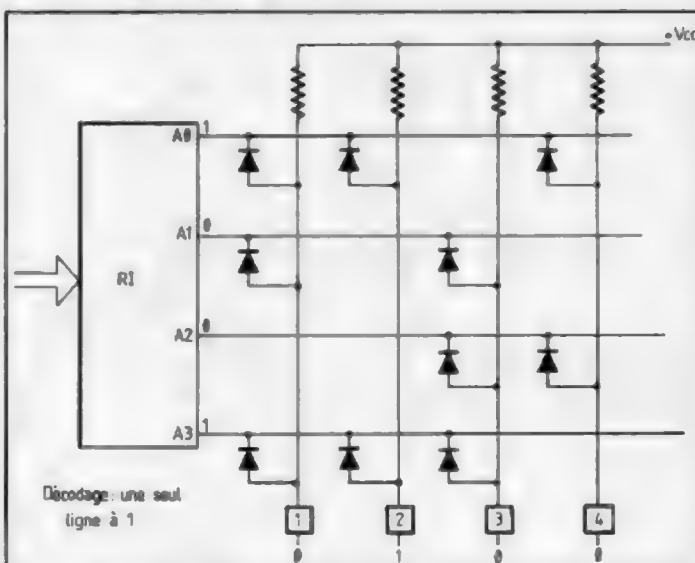 Vcc
A0 1
A1 0
RI
A2 0
A3 1
Décodage: une seul
ligne à 1
1 2 3 4
0 1 0 0